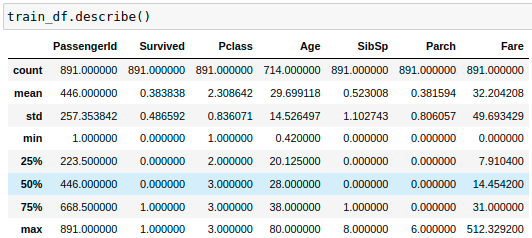 train_df.describe()
PassengerId Survived Pclass Age SibSp Parch Fare
count 891.000000 891.000000 891.000000 714.000000 891.000000 891.000000 891.000000
mean 446.000000 0.383838 2.308642 29.699118 0.523008 0.381594 32.204208
std 257.353842 0.486592 0.836071 14.526497 1.102743 0.806057 49.693429
min 1.000000 0.000000 1.000000 0.420000 0.000000 0.000000 0.000000
25% 223.500000 0.000000 2.000000 20.125000 0.000000 0.000000 7.910400
50% 446.000000 0.000000 3.000000 28.000000 0.000000 0.000000 14.454200
75% 668.500000 1.000000 3.000000 38.000000 1.000000 0.000000 31.000000
max 891.000000 1.000000 3.000000 80.000000 8.000000 6.000000 512.329200